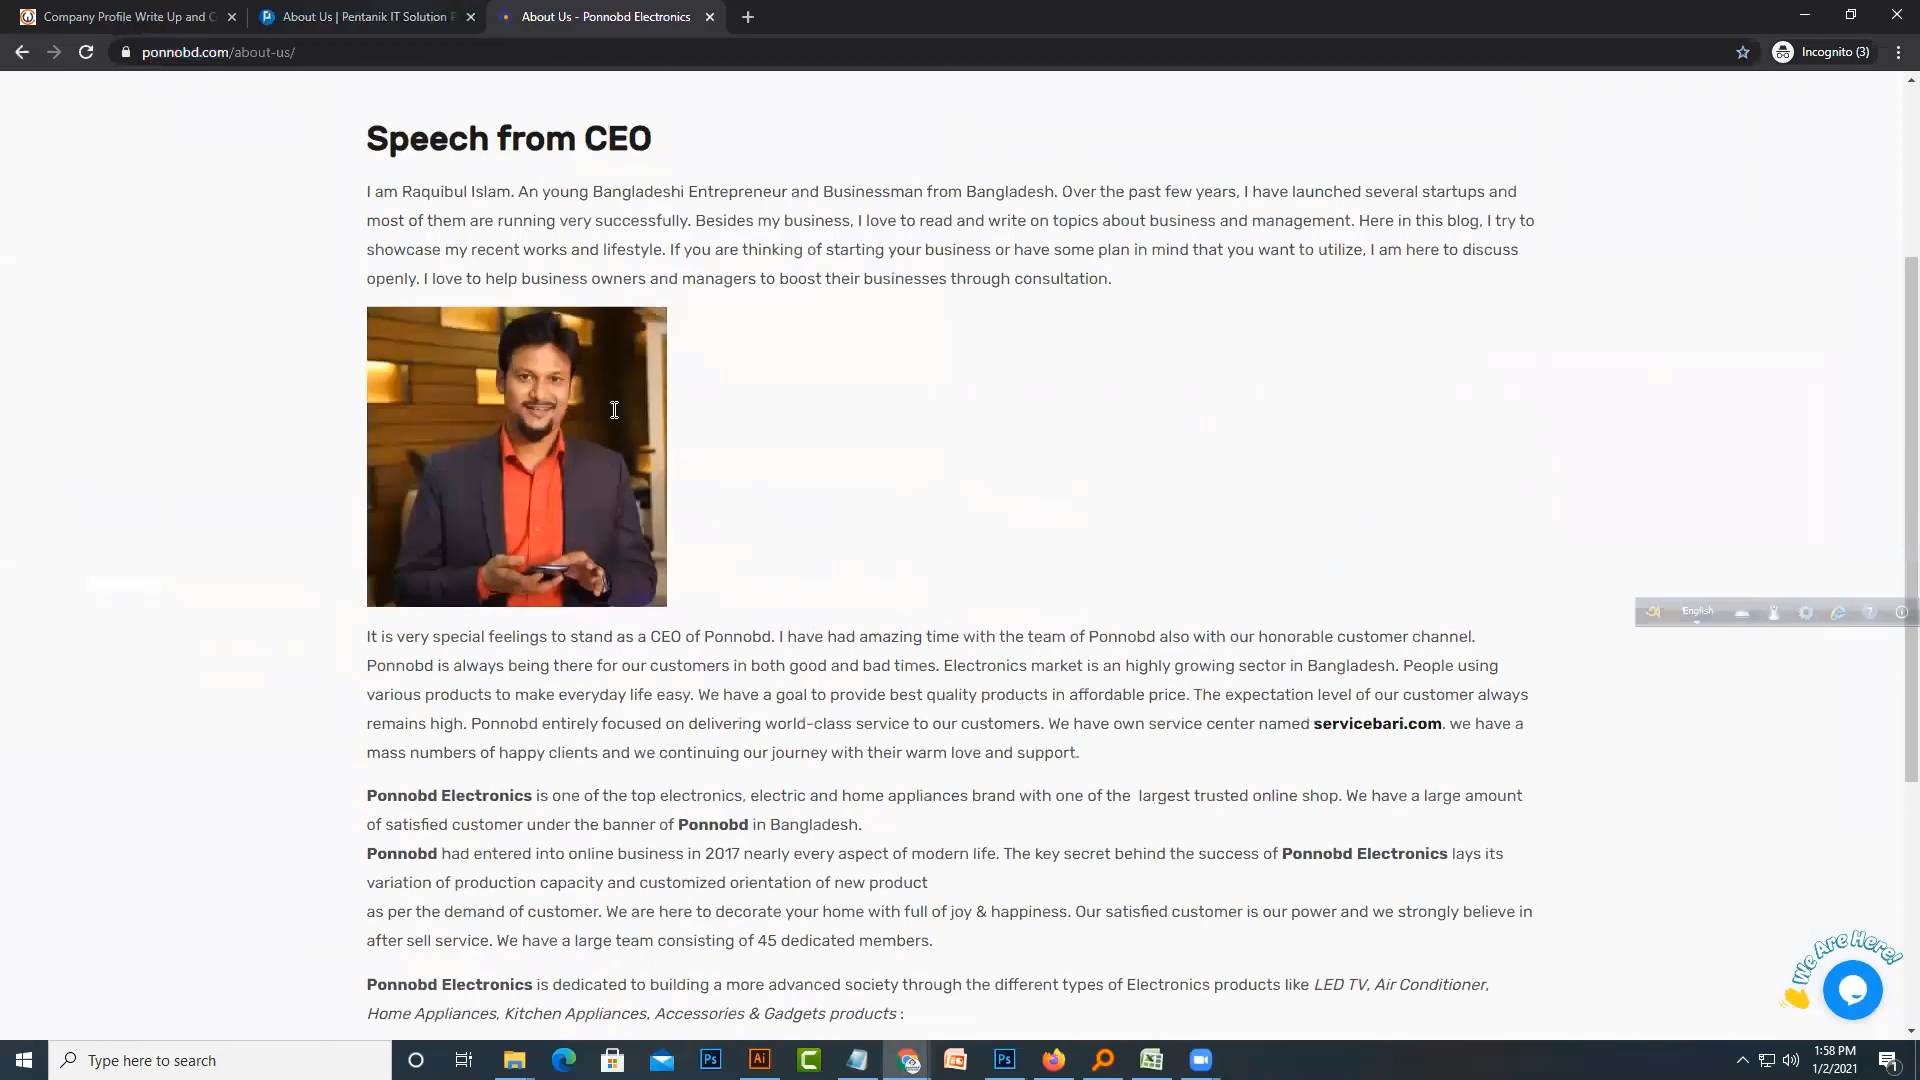 Company Profile Write Up and C
About Us | Pentanik IT Solution P
About Us - Ponnobd Electronics
ponnobd.com/about-us/
Incognito (3)
Speech from CEO
I am Raquibul Islam. An young Bangladeshi Entrepreneur and Businessman from Bangladesh. Over the past few years, I have launched several startups and
most of them are running very successfully. Besides my business, I love to read and write on topics about business and management. Here in this blog, I try to
showcase my recent works and lifestyle. If you are thinking of starting your business or have some plan in mind that you want to utilize, I am here to discuss
openly. I love to help business owners and managers to boost their businesses through consultation.
English
It is very special feelings to stand as a CEO of Ponnobd. I have had amazing time with the team of Ponnobd also with our honorable customer channel.
Ponnobd is always being there for our customers in both good and bad times. Electronics market is an highly growing sector in Bangladesh. People using
various products to make everyday life easy. We have a goal to provide best quality products in affordable price. The expectation level of our customer always
remains high. Ponnobd entirely focused on delivering world-class service to our customers. We have own service center named servicebari.com. we have a
mass numbers of happy clients and we continuing our journey with their warm love and support.
Ponnobd Electronics is one of the top electronics, electric and home appliances brand with one of the largest trusted online shop. We have a large amount
of satisfied customer under the banner of Ponnobd in Bangladesh.
Ponnobd had entered into online business in 2017 nearly every aspect of modern life. The key secret behind the success of Ponnobd Electronics lays its
variation of production capacity and customized orientation of new product
as per the demand of customer. We are here to decorate your home with full of joy & happiness. Our satisfied customer is our power and we strongly believe in
after sell service. We have a large team consisting of 45 dedicated members.
Ponnobd Electronics is dedicated to building a more advanced society through the different types of Electronics products like LED TV, Air Conditioner,
Home Appliances, Kitchen Appliances, Accessories & Gadgets products :
We Are Here!
Type here to search
Ps
Ai
C
Ps
1:58 PM
1/2/2021
1